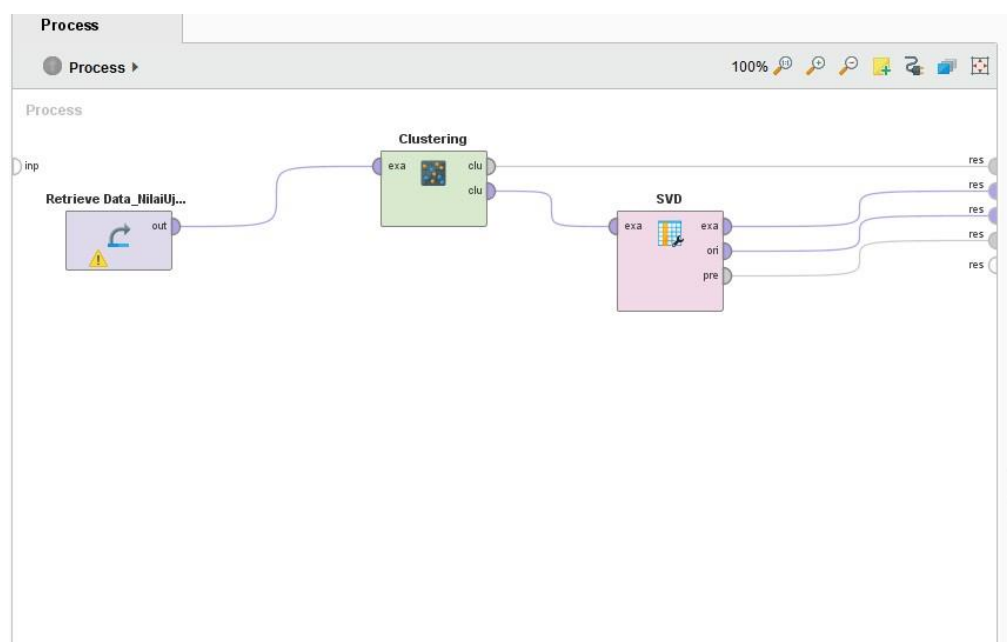 Process
Process
100%
Process
inp
Retrieve Data_NilaiUj...
out
Clustering
exa clu
clu
SVD
exa exa
ori
pre
res
res
res
res
res